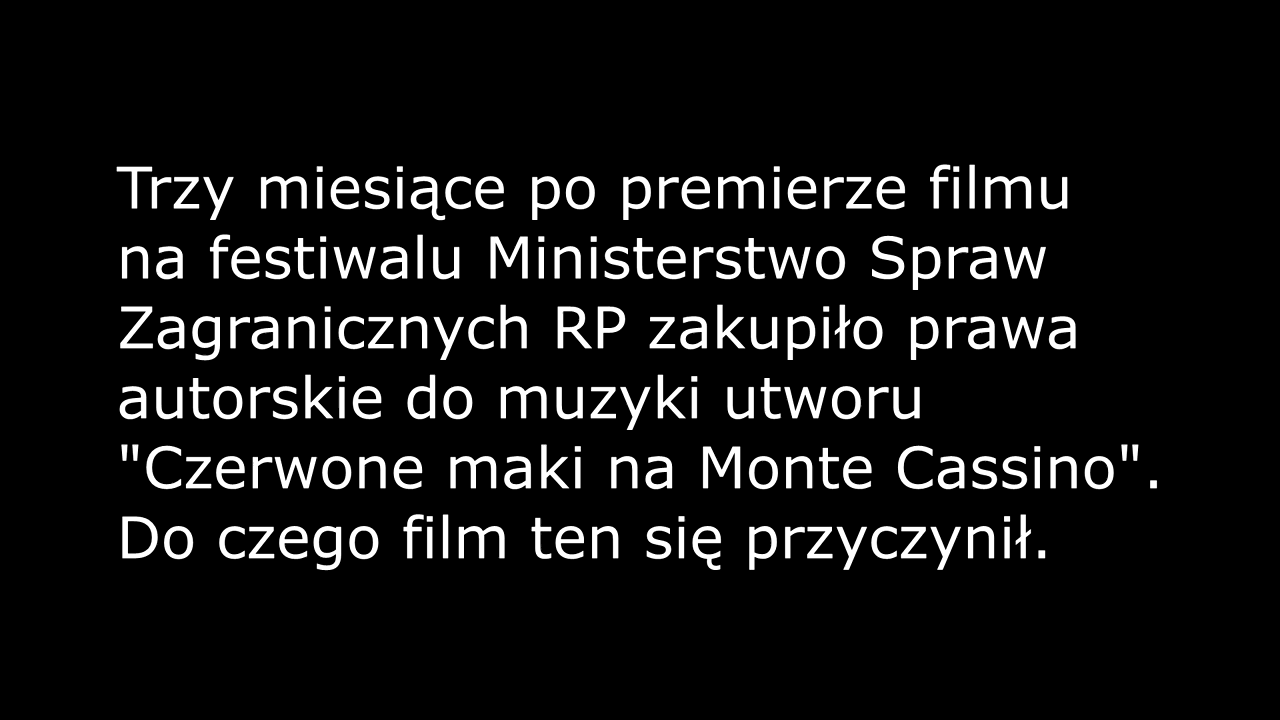 Trzy miesiące po premierze filmu
na festiwalu Ministerstwo Spraw
Zagranicznych RP zakupiło prawa
autorskie do muzyki utworu
"Czerwone maki na Monte Cassino".
Do czego film ten się przyczynił.